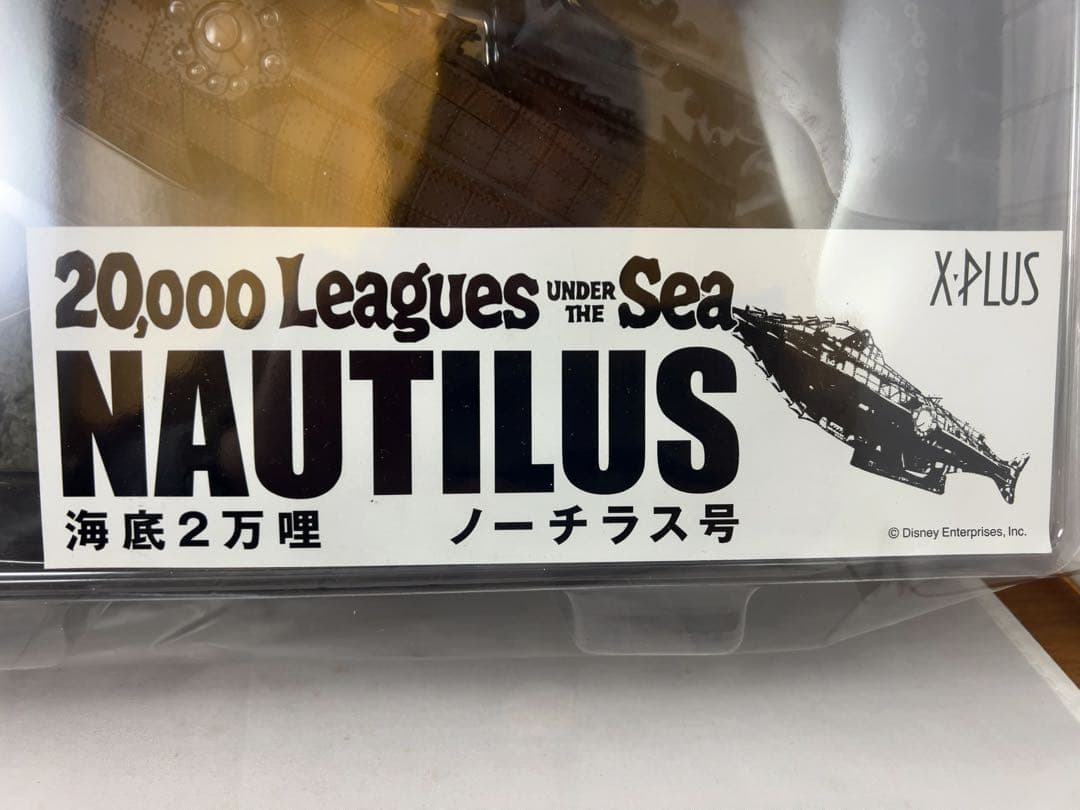 20,000 Leagues UNDER THE Sea
X·PLUS
NAUTILUS
海底2万哩 ノーチラス号
© Disney Enterprises, Inc.